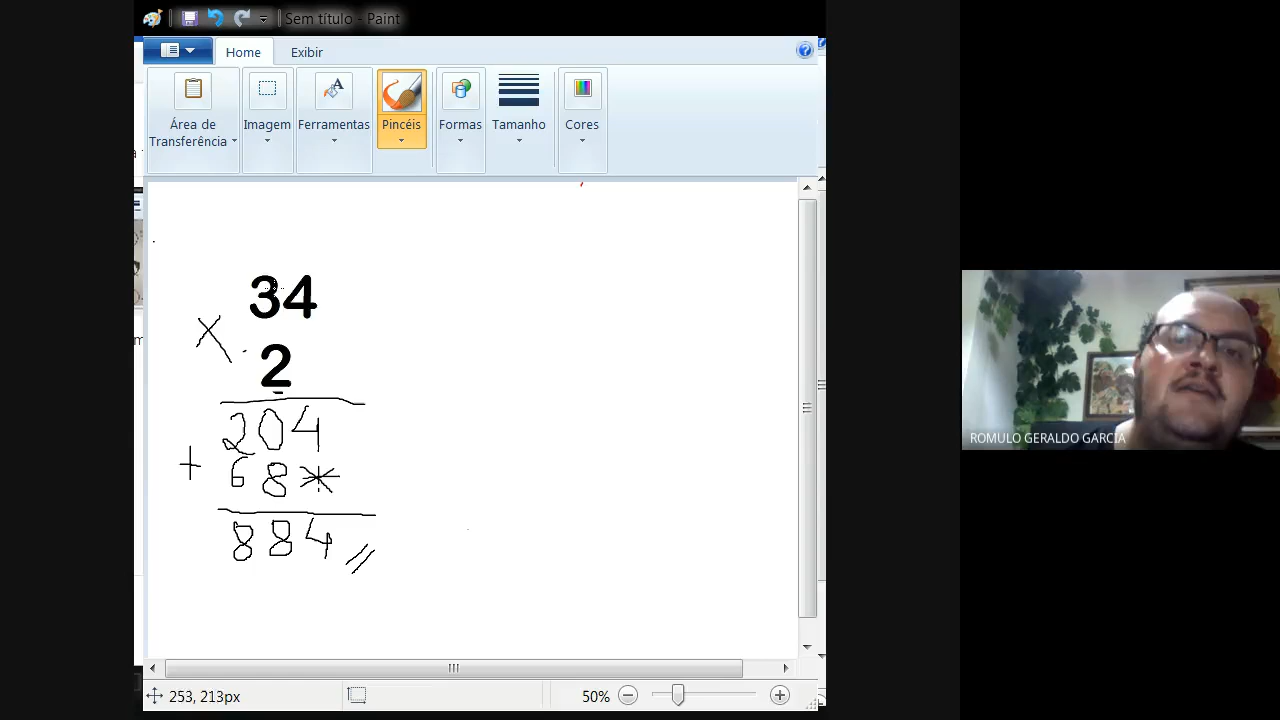 Sem título - Paint
Home Exibir
Área de Transferência
Imagem
Ferramentas
Pincéis
Formas
Tamanho
Cores
34
X 2
204
+ 68*
884 //
ROMULO GERALDO GARCIA
253, 213px
50%